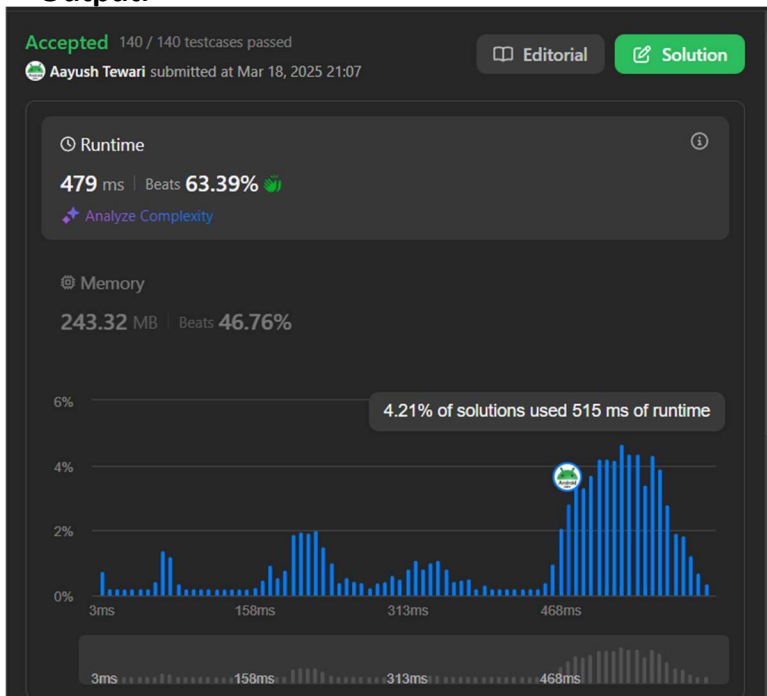 Output:
Accepted 140 / 140 testcases passed
Editorial
Solution
Aayush Tewari submitted at Mar 18, 2025 21:07
Runtime
479 ms | Beats 63.39%
Analyze Complexity
Memory
243.32 MB | Beats 46.76%
4.21% of solutions used 515 ms of runtime
6%
4%
2%
0%
3ms 158ms 313ms 468ms
3ms 158ms 313ms 468ms